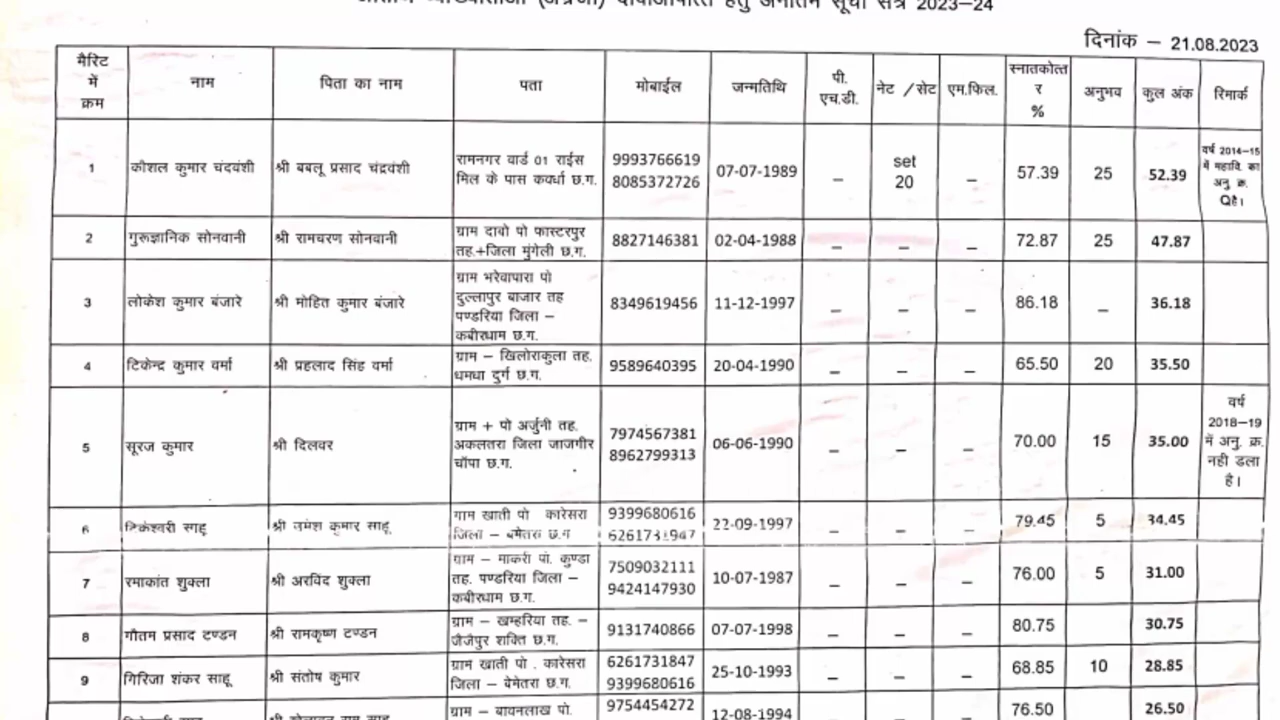 हेतु अनंतिम सूची सत्र 2023–24
दिनांक – 21.08.2023
मैरिट में क्रम नाम पिता का नाम पता मोबाईल जन्मतिथि पी. एच.डी. नेट /सेट एम.फिल. स्नातकोत्तर % अनुभव कुल अंक रिमार्क
1 कौशल कुमार चंदवंशी श्री बबलू प्रसाद चंद्रवंशी रामनगर वार्ड 01 राईस मिल के पास कवर्धा छ.ग. 9993766619 8085372726 07-07-1989 – set 20 – 57.39 25 52.39 वर्ष 2014–15 में महावि. का अनु क्र. है।
2 गुरूज्ञानिक सोनवानी श्री रामचरण सोनवानी ग्राम दाबो पो फास्टरपुर तह.+जिला मुंगेली छ.ग. 8827146381 02-04-1988 – – – 72.87 25 47.87
3 लोकेश कुमार बंजारे श्री मोहित कुमार बंजारे ग्राम भरेवापारा पो दुल्लापुर बाजार तह पण्डरिया जिला – कबीरधाम छ.ग. 8349619456 11-12-1997 – – – 86.18 – 36.18
4 टिकेन्द्र कुमार वर्मा श्री प्रहलाद सिंह वर्मा ग्राम – खिलोराकुला तह. धमधा दुर्ग छ.ग. 9589640395 20-04-1990 – – – 65.50 20 35.50
5 सूरज कुमार श्री दिलवर ग्राम + पो अर्जुनी तह. अकलतरा जिला जाजगीर चॉपा छ.ग. 7974567381 8962799313 06-06-1990 – – – 70.00 15 35.00 वर्ष 2018–19 में अनु. क्र. नही डला है।
6 साहू श्री कुमार साहू ग्राम खाती पो कारेसरा जिला – बेमेतरा छ.ग 9399680616 22-09-1997 – – – 79.45 5 34.45
7 रमाकांत शुक्ला श्री अरविंद शुक्ला ग्राम – माकरी पो. कुण्डा तह. पण्डरिया जिला – कबीरधाम छ.ग. 7509032111 9424147930 10-07-1987 – – – 76.00 5 31.00
8 गौतम प्रसाद टण्डन श्री रामकृष्ण टण्डन ग्राम – खम्हरिया तह. – जैजैपुर शक्ति छ.ग. 9131740866 07-07-1998 – – – 80.75 30.75
9 गिरिजा शंकर साहू श्री संतोष कुमार ग्राम खाती पो . कारेसरा जिला – बेमेतरा छ.ग. 6261731847 9399680616 25-10-1993 – – – 68.85 10 28.85
ग्राम – बावनलाख पो. 9754454272 12-08-1994 76.50 26.50